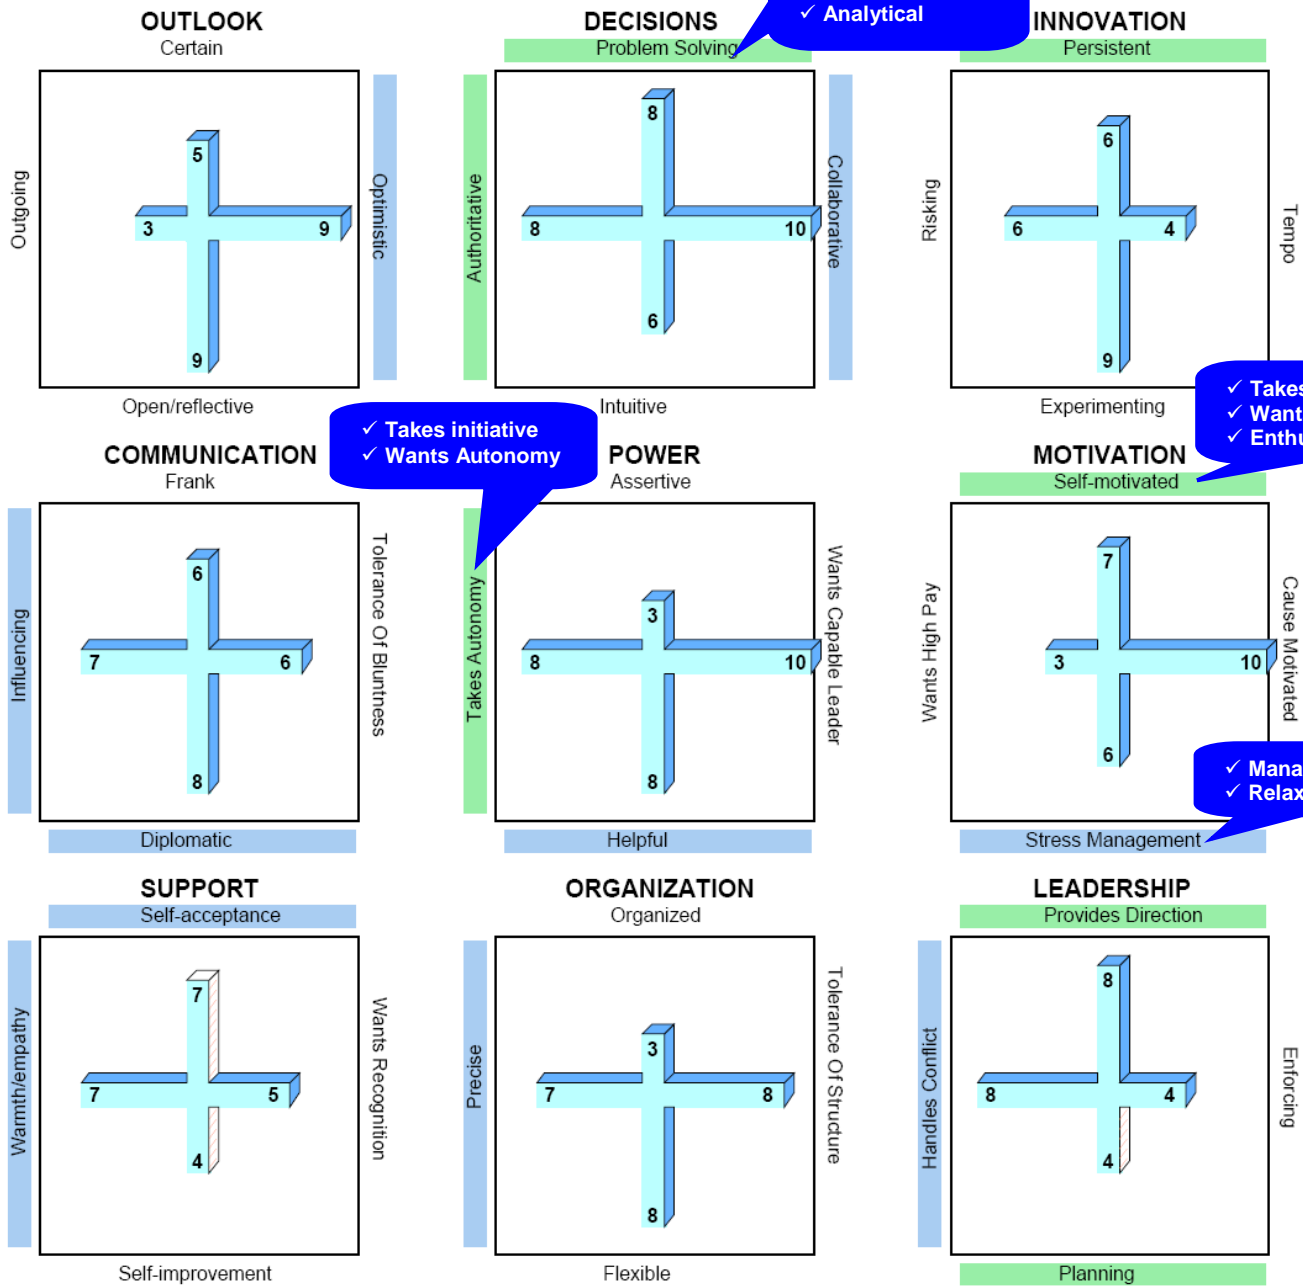 ✓ Analytical
OUTLOOK
Certain
Outgoing
Optimistic
5
3
9
9
Open/reflective
DECISIONS
Problem Solving
Authoritative
Collaborative
8
8
10
6
Intuitive
INNOVATION
Persistent
Risking
Tempo
6
6
4
9
Experimenting
✓ Takes initiative
✓ Wants Autonomy
✓ Takes
✓ Want
✓ Enthu
COMMUNICATION
Frank
Influencing
Tolerance Of Bluntness
6
7
6
8
Diplomatic
POWER
Assertive
Takes Autonomy
Wants Capable Leader
3
8
10
8
Helpful
MOTIVATION
Self-motivated
Wants High Pay
Cause Motivated
7
3
10
6
Stress Management
✓ Mana
✓ Relax
SUPPORT
Self-acceptance
Warmth/empathy
Wants Recognition
7
7
5
4
Self-improvement
ORGANIZATION
Organized
Precise
Tolerance Of Structure
3
7
8
8
Flexible
LEADERSHIP
Provides Direction
Handles Conflict
Enforcing
8
8
4
4
Planning